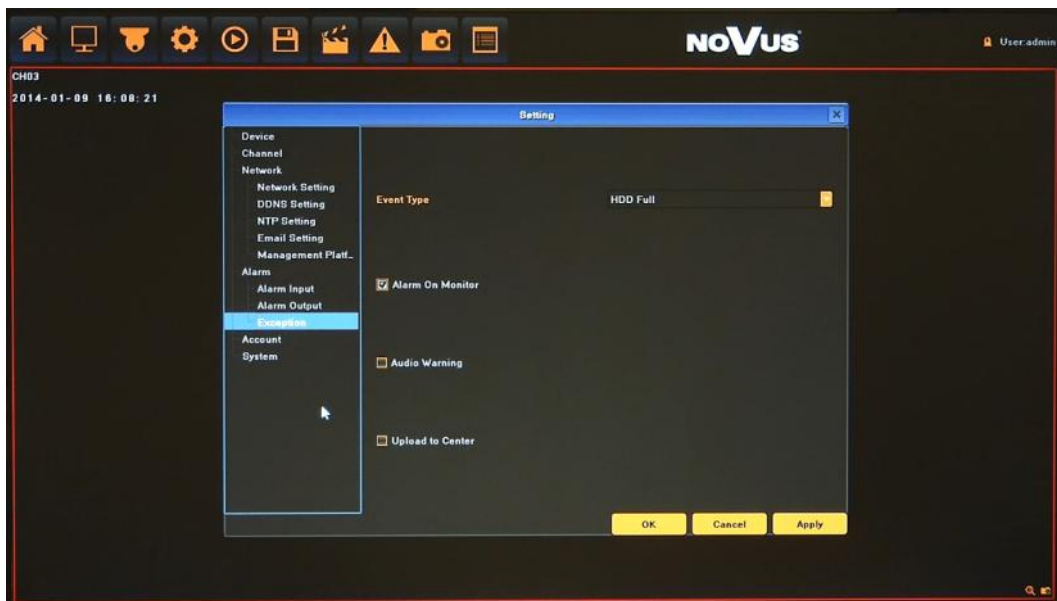 NOVUS
User:admin
CH03
2014-01-09 16:08:21
Setting
Device
Channel
Network
Network Setting
DDNS Setting
NTP Setting
Email Setting
Management Platf_
Alarm
Alarm Input
Alarm Output
Exception
Account
System
Event Type
HDD Full
Alarm On Monitor
Audio Warning
Upload to Center
OK
Cancel
Apply